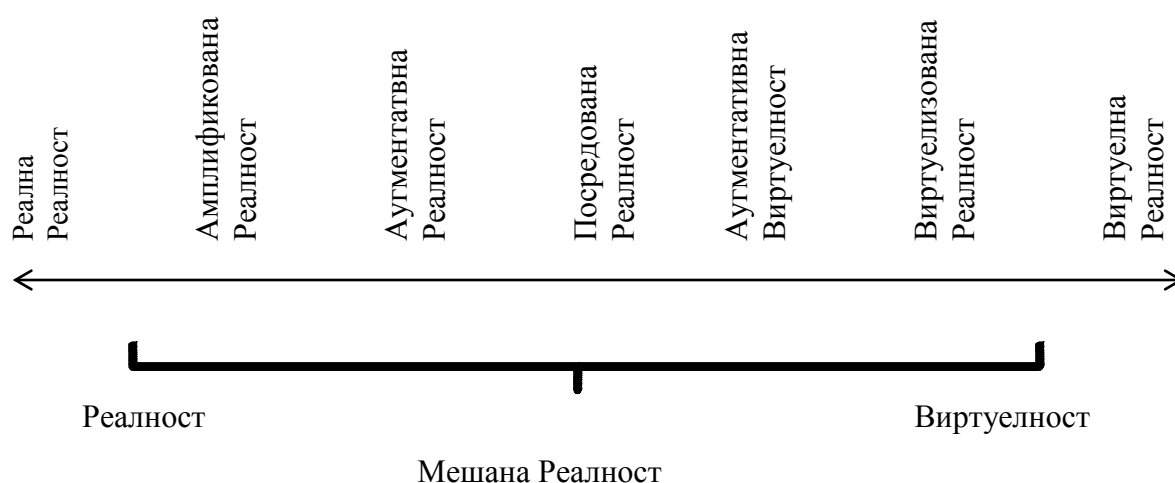 Реална
Реалност
Амплификована
Реалност
Аугментатвна
Реалност
Посредована
Реалност
Аугментативна
Виртуелност
Виртуелизована
Реалност
Виртуелна
Реалност
Реалност
Виртуелност
Мешана Реалност